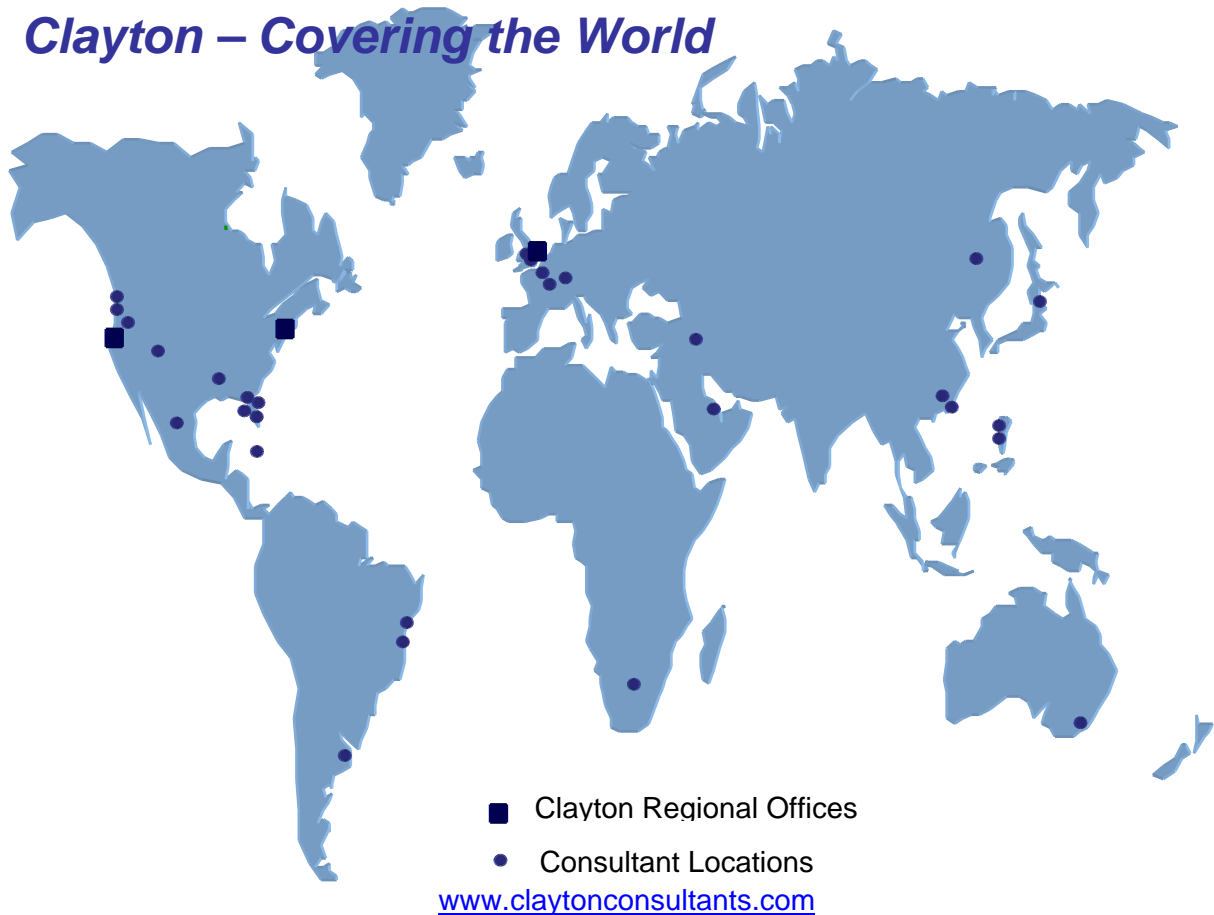 Clayton – Covering the World
Clayton Regional Offices
Consultant Locations
www.claytonconsultants.com